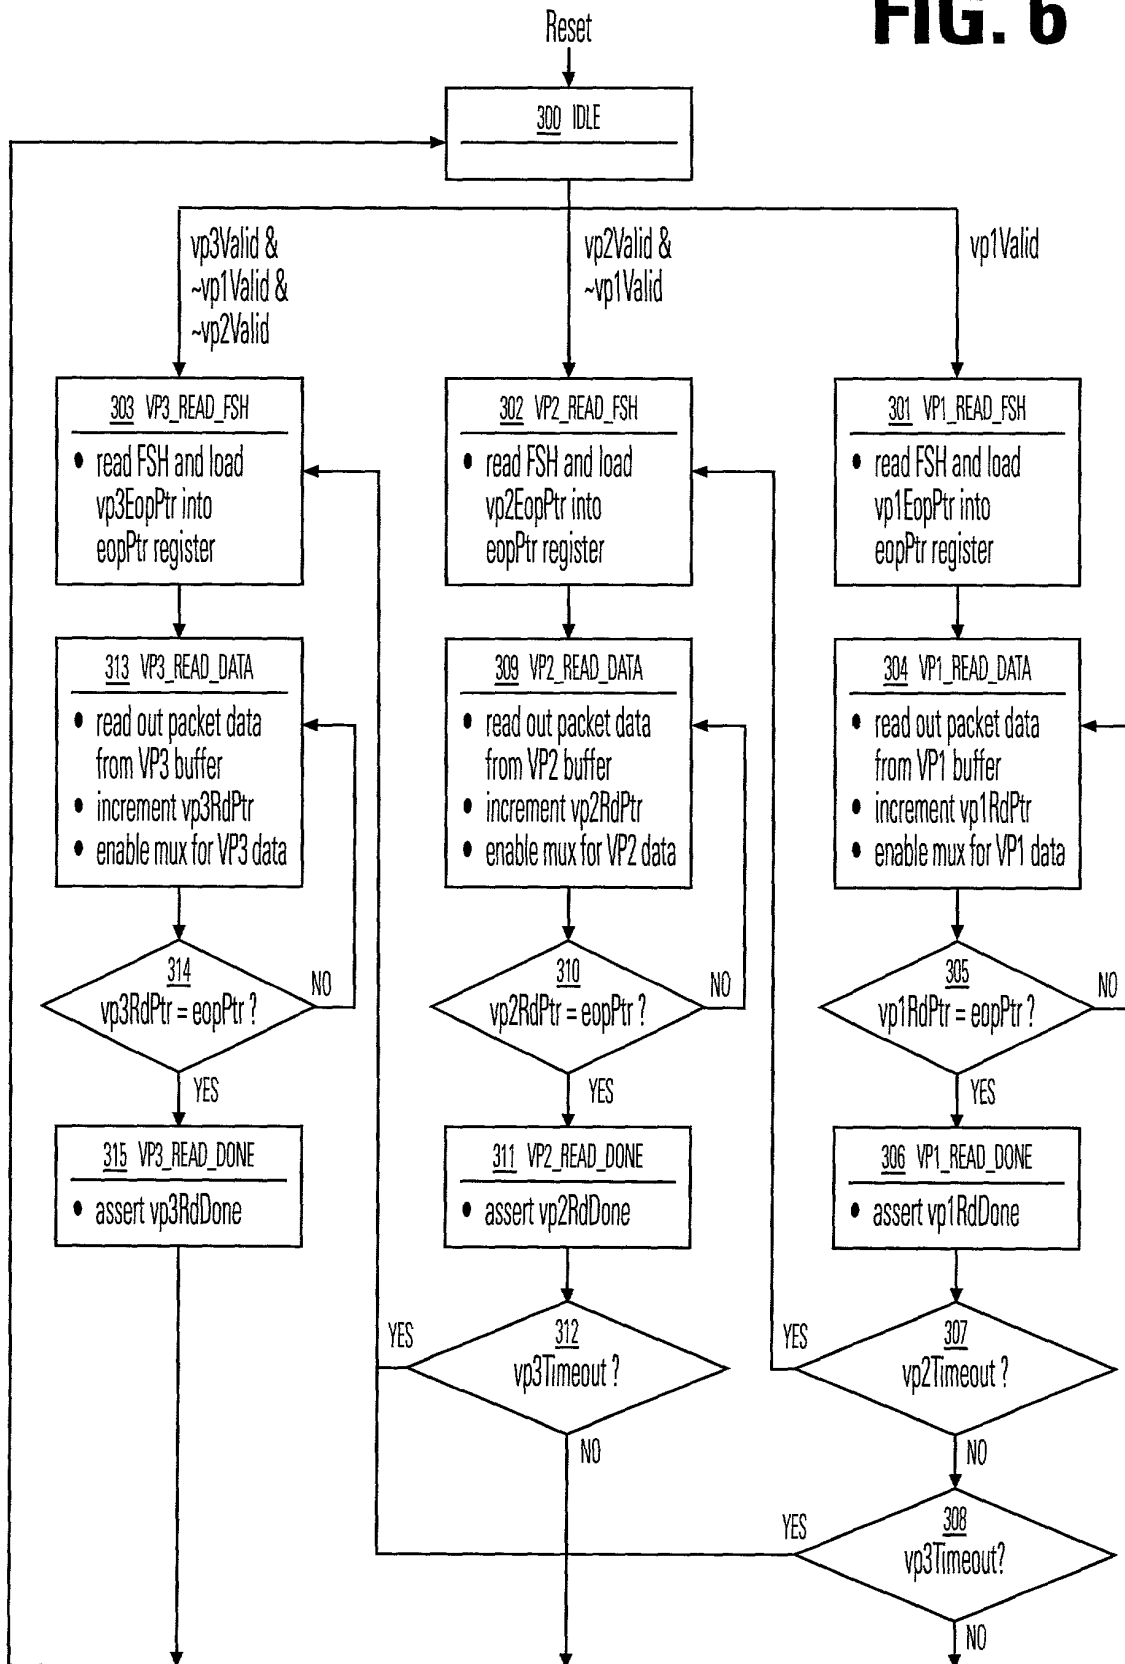 FIG. 6
Reset
300 IDLE
vp3Valid &
~vp1Valid &
~vp2Valid
vp2Valid &
~vp1Valid
vp1Valid
303 VP3_READ_FSH
• read FSH and load
vp3EopPtr into
eopPtr register
302 VP2_READ_FSH
• read FSH and load
vp2EopPtr into
eopPtr register
301 VP1_READ_FSH
• read FSH and load
vp1EopPtr into
eopPtr register
313 VP3_READ_DATA
• read out packet data
from VP3 buffer
• increment vp3RdPtr
• enable mux for VP3 data
309 VP2_READ_DATA
• read out packet data
from VP2 buffer
• increment vp2RdPtr
• enable mux for VP2 data
304 VP1_READ_DATA
• read out packet data
from VP1 buffer
• increment vp1RdPtr
• enable mux for VP1 data
314
vp3RdPtr = eopPtr ?
NO
YES
310
vp2RdPtr = eopPtr ?
NO
YES
305
vp1RdPtr = eopPtr ?
NO
YES
315 VP3_READ_DONE
• assert vp3RdDone
311 VP2_READ_DONE
• assert vp2RdDone
306 VP1_READ_DONE
• assert vp1RdDone
YES
312
vp3Timeout ?
NO
YES
307
vp2Timeout ?
NO
YES
308
vp3Timeout?
NO